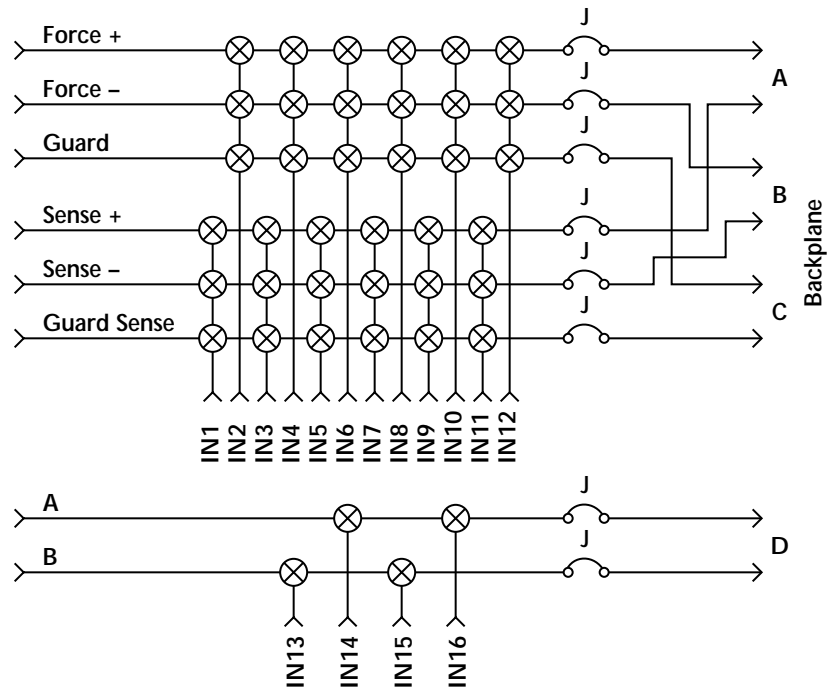 J
Force +
A
J
Force –
J
Guard
B
J
Sense +
J
Sense –
Backplane
J
C
Guard Sense
IN1
IN2
IN3
IN4
IN5
IN6
IN7
IN8
IN9
IN10
IN11
IN12
J
A
J
D
B
IN13
IN14
IN15
IN16